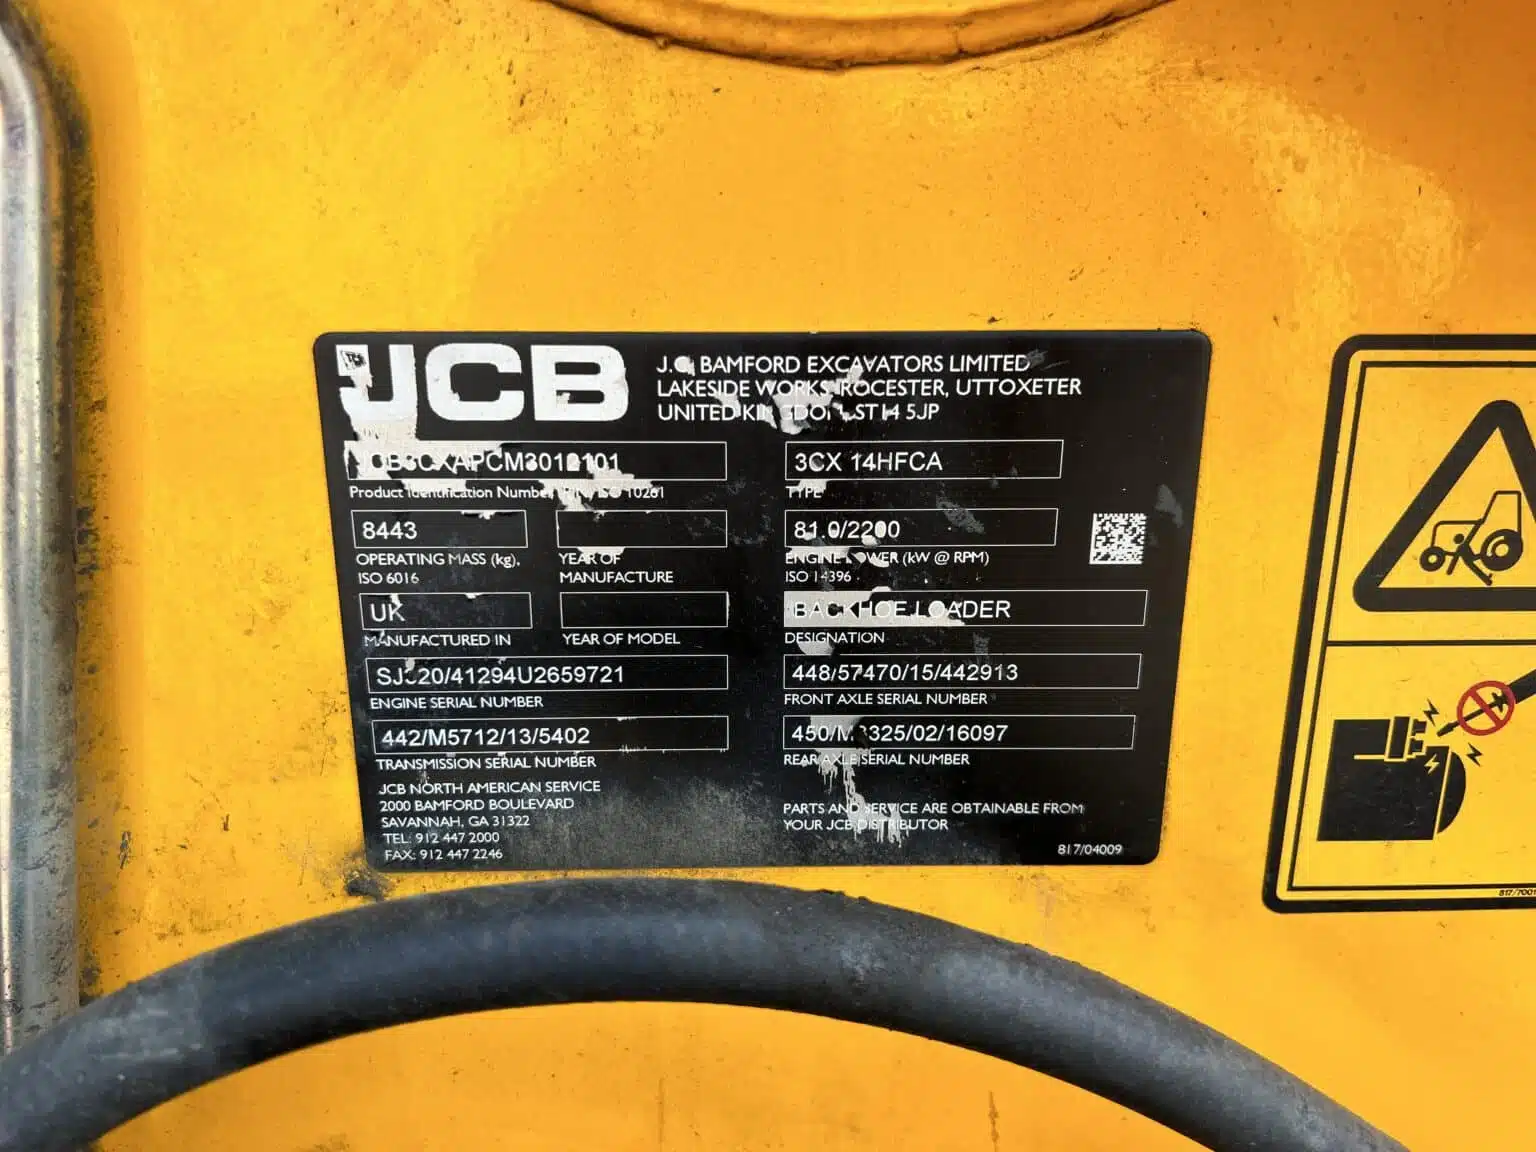 JCB
J.C. BAMFORD EXCAVATORS LIMITED
LAKESIDE WORKS, ROCESTER, UTTOXETER
UNITED KINGDOM, ST14 5JP
3CX 14HFCA
Product Identification Number, PIN, ISO 10261
TYPE
8443
81.0/2200
OPERATING MASS (kg),
ISO 6016
YEAR OF
MANUFACTURE
ENGINE POWER (kW @ RPM)
ISO 14396
UK
BACKHOE LOADER
MANUFACTURED IN
YEAR OF MODEL
DESIGNATION
448/57470/15/442913
ENGINE SERIAL NUMBER
FRONT AXLE SERIAL NUMBER
442/M5712/13/5402
TRANSMISSION SERIAL NUMBER
REAR AXLE SERIAL NUMBER
JCB NORTH AMERICAN SERVICE
2000 BAMFORD BOULEVARD
SAVANNAH, GA 31322
TEL: 912 447 2000
FAX: 912 447 2246
PARTS AND SERVICE ARE OBTAINABLE FROM
YOUR JCB DISTRIBUTOR
817/04009